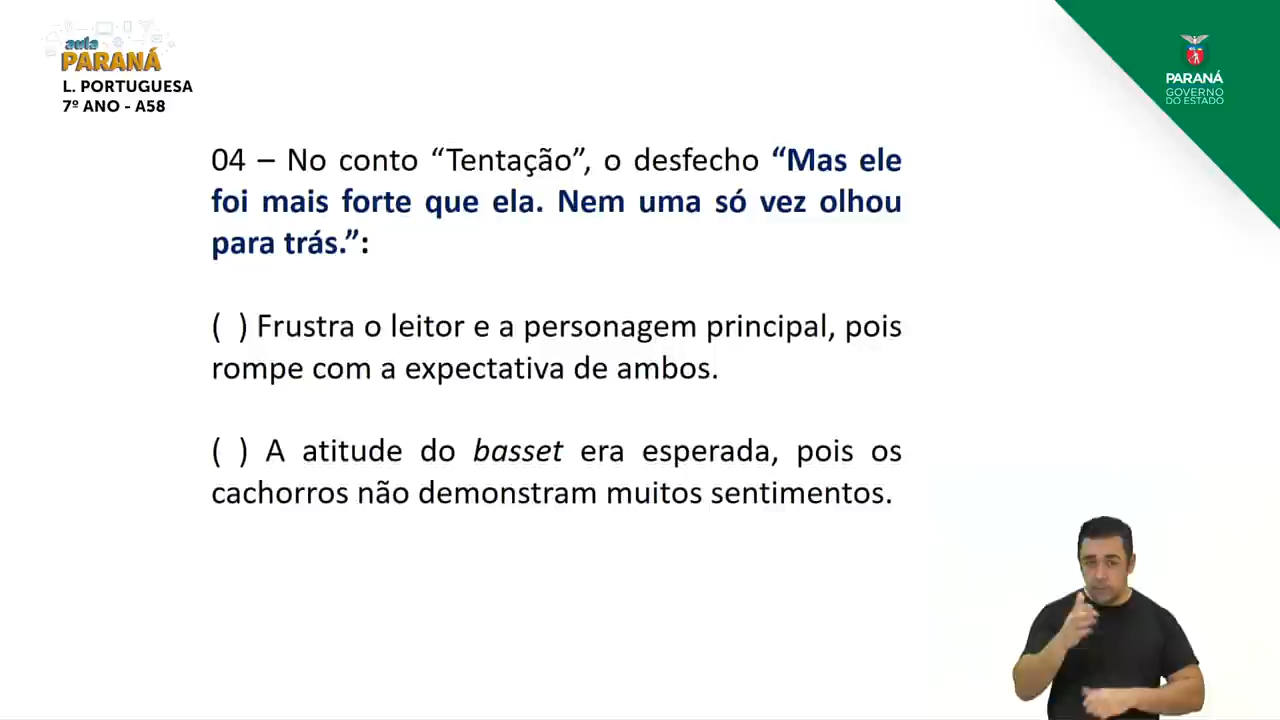 aula
PARANÁ
L. PORTUGUESA
7º ANO - A58
PARANÁ
GOVERNO
DO ESTADO
04 – No conto “Tentação”, o desfecho “Mas ele
foi mais forte que ela. Nem uma só vez olhou
para trás.”:
( ) Frustra o leitor e a personagem principal, pois
rompe com a expectativa de ambos.
( ) A atitude do basset era esperada, pois os
cachorros não demonstram muitos sentimentos.